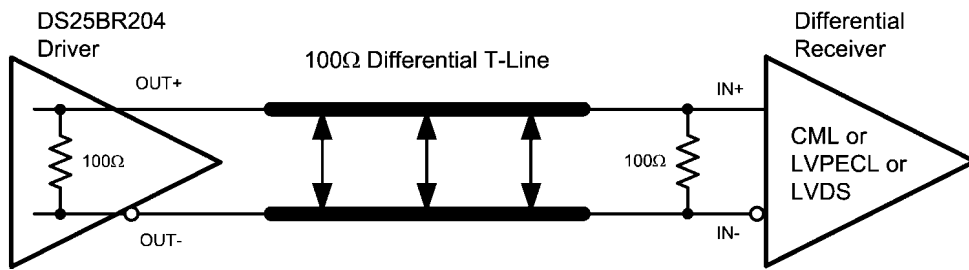 DS25BR204
Driver
Differential
Receiver
100Ω Differential T-Line
OUT+
IN+
100Ω
100Ω
CML or
LVPECL or
LVDS
OUT-
IN-